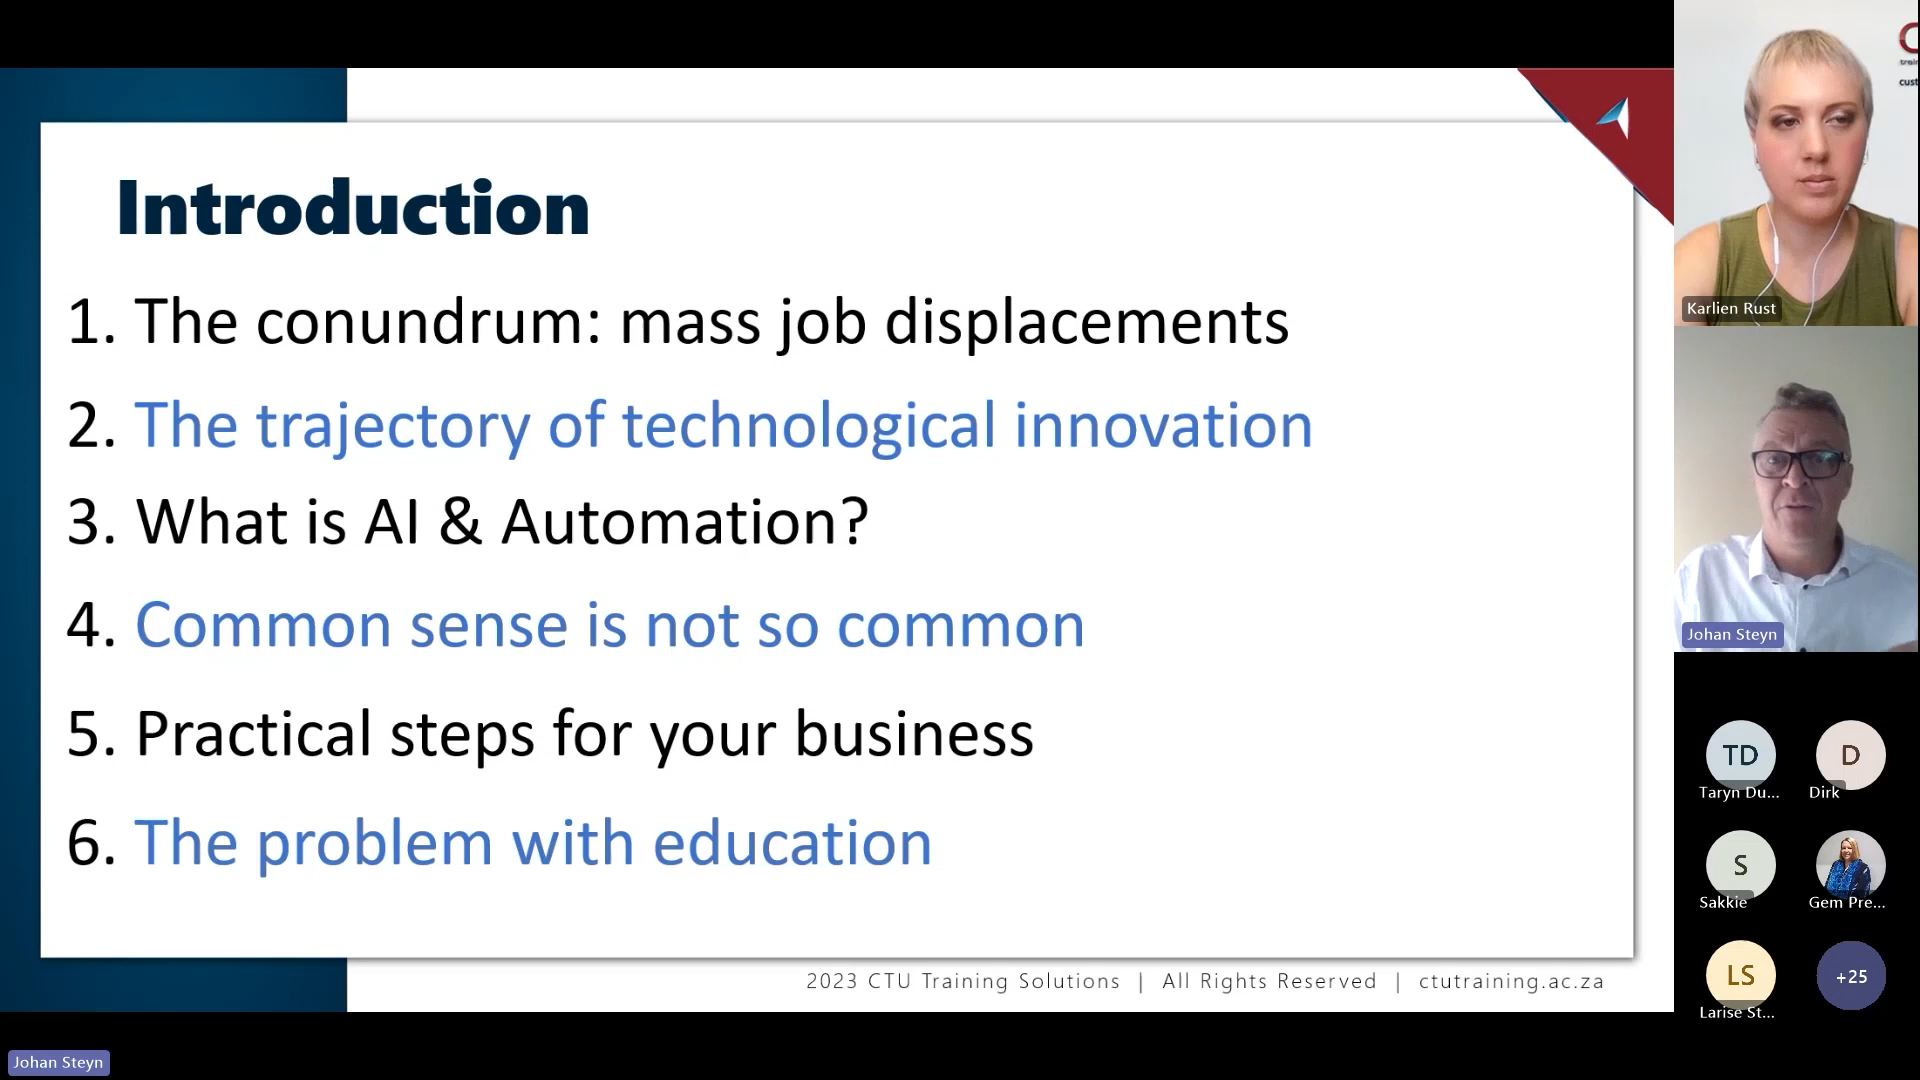 Introduction
1. The conundrum: mass job displacements
2. The trajectory of technological innovation
3. What is AI & Automation?
4. Common sense is not so common
5. Practical steps for your business
6. The problem with education
2023 CTU Training Solutions | All Rights Reserved | ctutraining.ac.za
Johan Steyn
cust
Karlien Rust
Johan Steyn
TD
Taryn Du...
D
Dirk
S
Sakkie
Gem Pre...
LS
Larise St...
+25